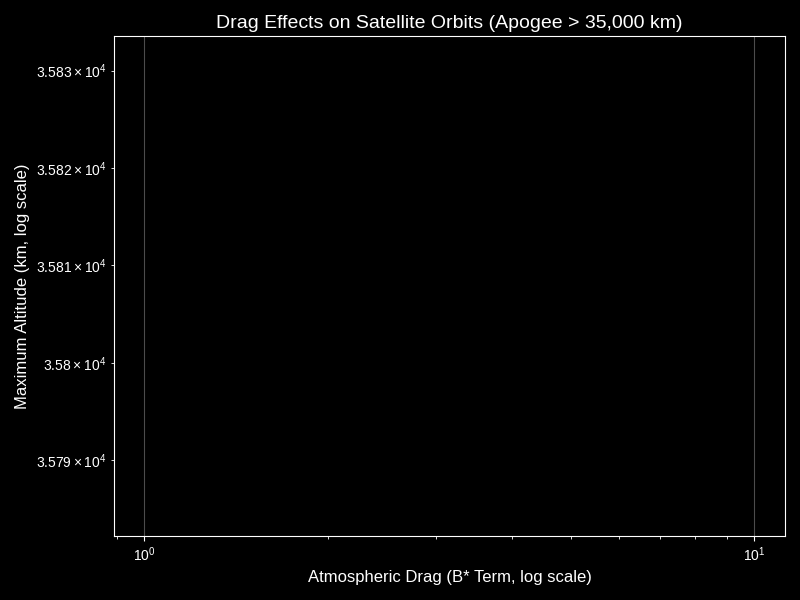 Drag Effects on Satellite Orbits (Apogee > 35,000 km)
3.583 × 10⁴
3.582 × 10⁴
3.581 × 10⁴
3.58 × 10⁴
3.579 × 10⁴
Maximum Altitude (km, log scale)
10⁰ 10¹
Atmospheric Drag (B* Term, log scale)